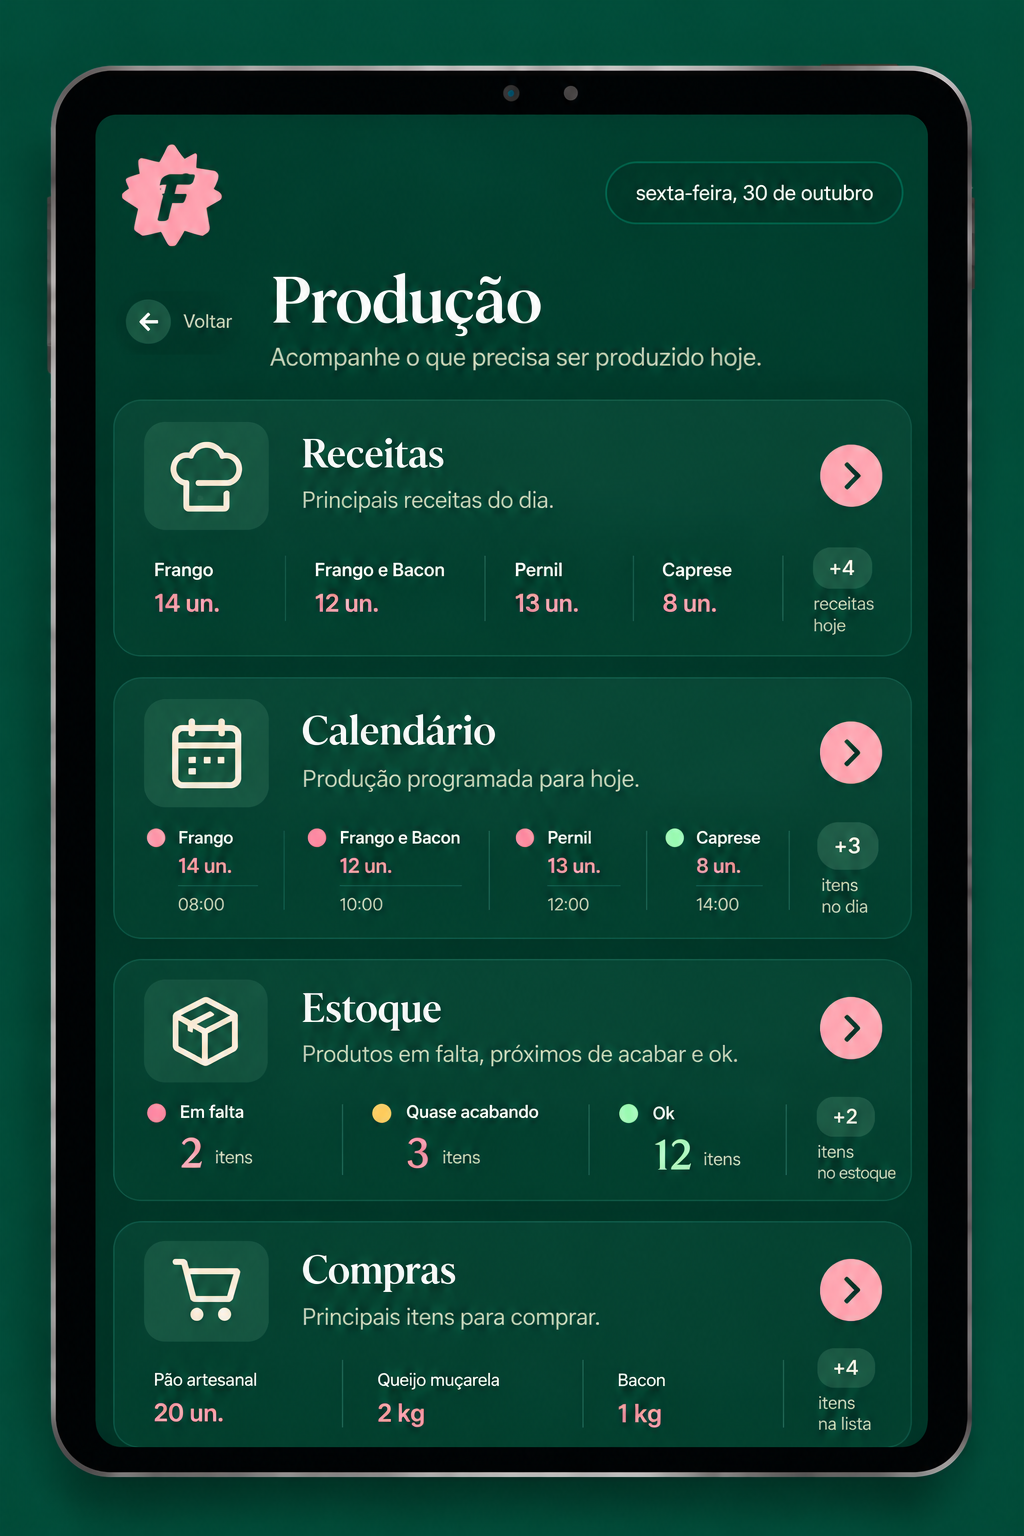 F
sexta-feira, 30 de outubro
Voltar
Produção
Acompanhe o que precisa ser produzido hoje.
Receitas
Principais receitas do dia.
Frango
14 un.
Frango e Bacon
12 un.
Pernil
13 un.
Caprese
8 un.
+4
receitas
hoje
Calendário
Produção programada para hoje.
Frango
14 un.
08:00
Frango e Bacon
12 un.
10:00
Pernil
13 un.
12:00
Caprese
8 un.
14:00
+3
itens
no dia
Estoque
Produtos em falta, próximos de acabar e ok.
Em falta
2 itens
Quase acabando
3 itens
Ok
12 itens
+2
itens
no estoque
Compras
Principais itens para comprar.
Pão artesanal
20 un.
Queijo muçarela
2 kg
Bacon
1 kg
+4
itens
na lista